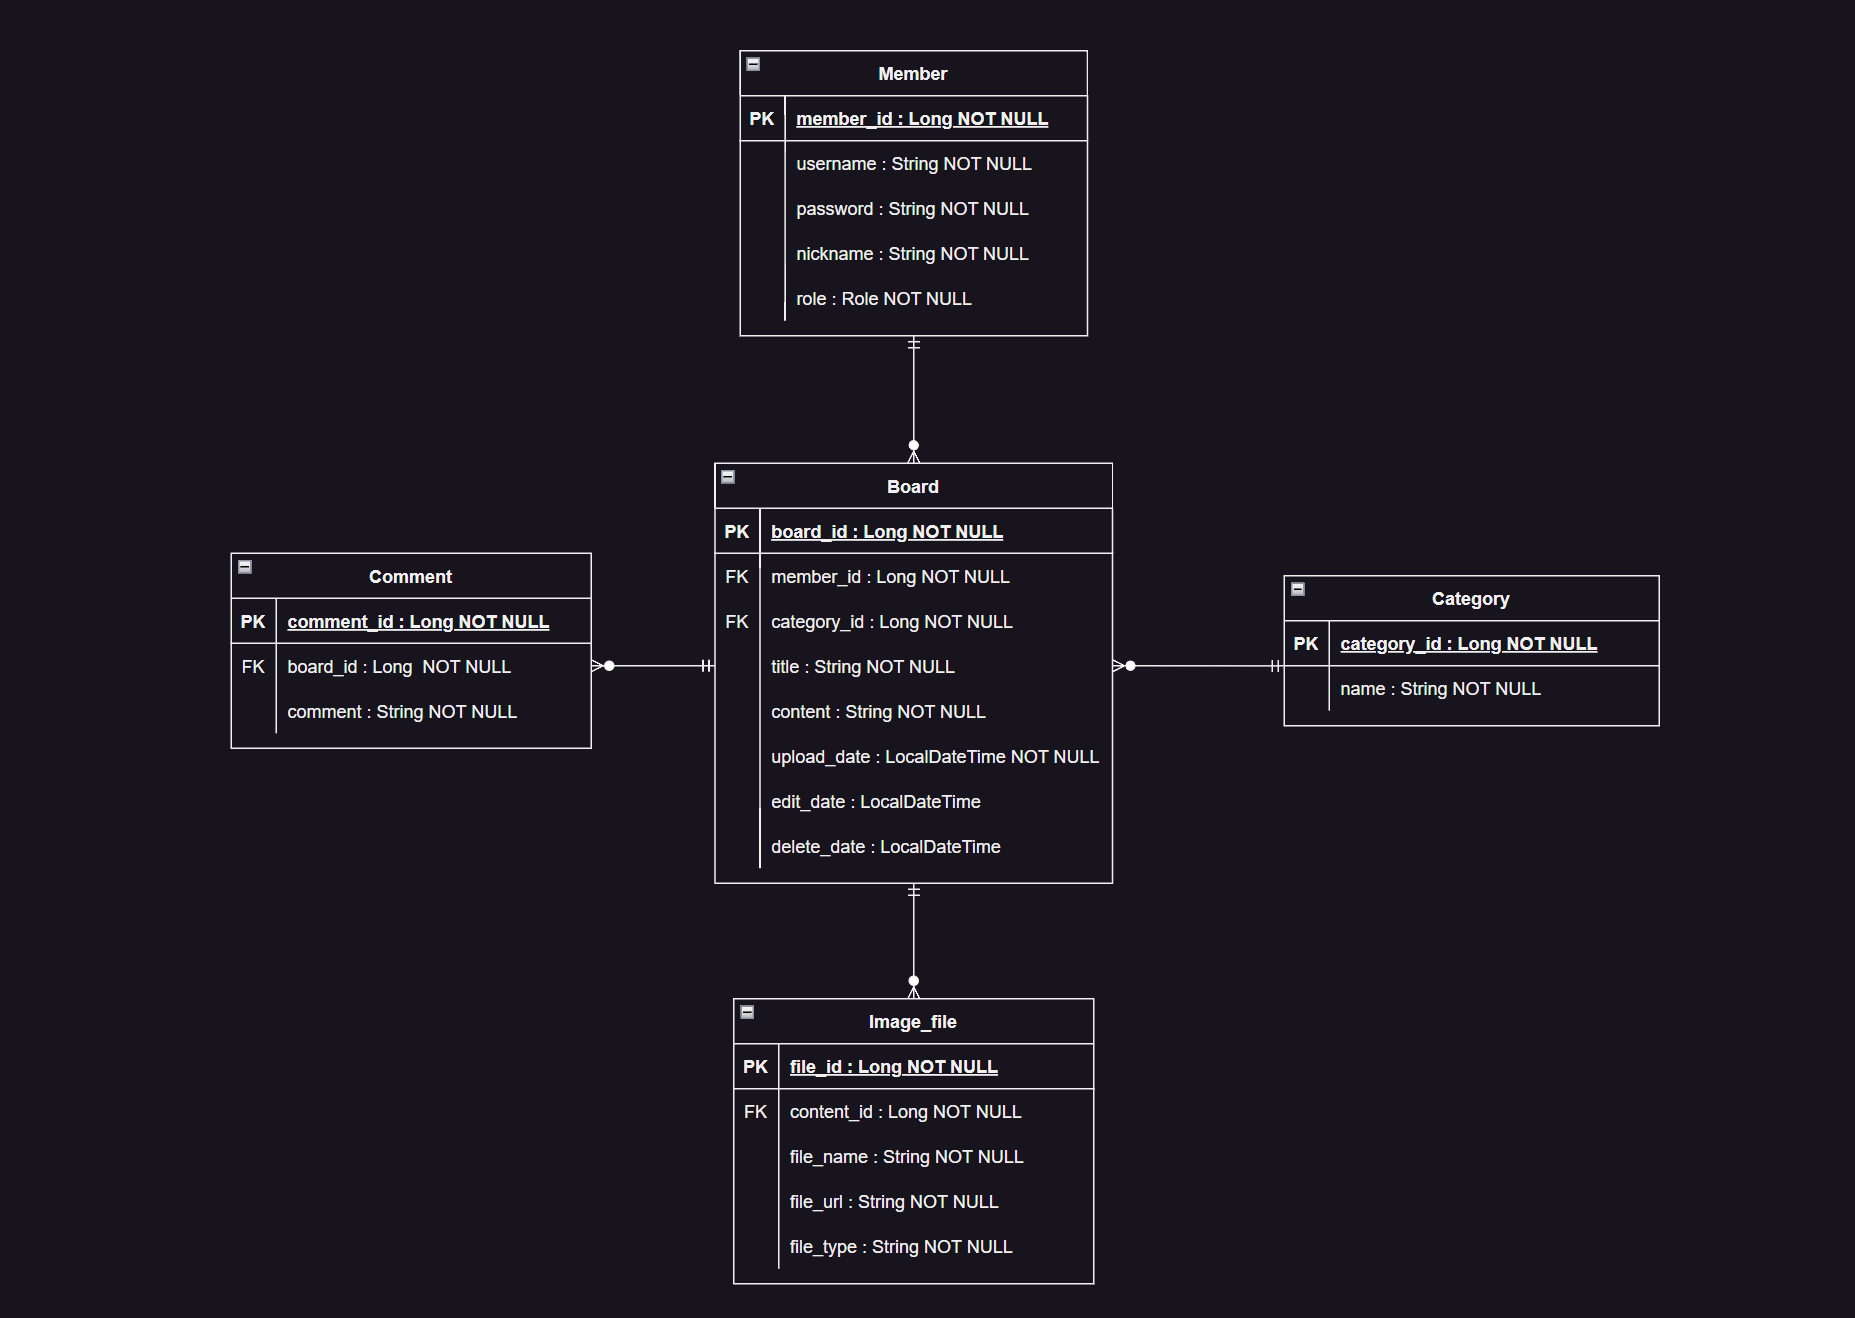 Member
PK member_id : Long NOT NULL
username : String NOT NULL
password : String NOT NULL
nickname : String NOT NULL
role : Role NOT NULL
Board
PK board_id : Long NOT NULL
FK member_id : Long NOT NULL
FK category_id : Long NOT NULL
title : String NOT NULL
content : String NOT NULL
upload_date : LocalDateTime NOT NULL
edit_date : LocalDateTime
delete_date : LocalDateTime
Comment
PK comment_id : Long NOT NULL
FK board_id : Long  NOT NULL
comment : String NOT NULL
Category
PK category_id : Long NOT NULL
name : String NOT NULL
Image_file
PK file_id : Long NOT NULL
FK content_id : Long NOT NULL
file_name : String NOT NULL
file_url : String NOT NULL
file_type : String NOT NULL